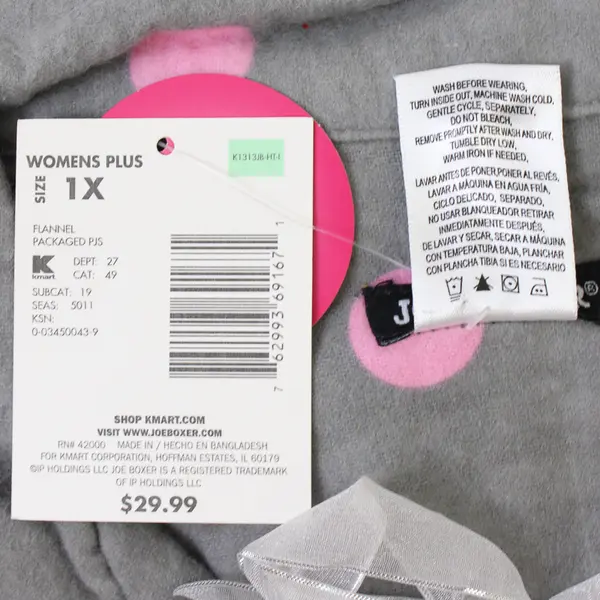 WOMENS PLUS
SIZE 1X
K1313J8-HT-I
FLANNEL
PACKAGED PJS
K
kmart
DEPT: 27
CAT: 49
SUBCAT: 19
SEAS: 5011
KSN:
0-03450043-9
7 62993 69167 1
SHOP KMART.COM
VISIT WWW.JOEBOXER.COM
RN# 42000 MADE IN / HECHO EN BANGLADESH
FOR KMART CORPORATION, HOFFMAN ESTATES, IL 60179
©IP HOLDINGS LLC JOE BOXER IS A REGISTERED TRADEMARK
OF IP HOLDINGS LLC
$29.99
WASH BEFORE WEARING,
TURN INSIDE OUT, MACHINE WASH COLD,
GENTLE CYCLE, SEPARATELY,
DO NOT BLEACH,
REMOVE PROMPTLY AFTER WASH AND DRY.
TUMBLE DRY LOW,
WARM IRON IF NEEDED,
LAVAR ANTES DE PONER,PONER AL REVÉS,
LAVAR A MÁQUINA EN AGUA FRÍA,
CICLO DELICADO, SEPARADO,
NO USAR BLANQUEADOR RETIRAR
INMEDIATAMENTE DESPUÉS,
DE LAVAR Y SECAR, SECAR A MÁQUINA
CON TEMPERATURA BAJA, PLANCHAR
CON PLANCHA TIBIA SI ES NECESARIO
J R®